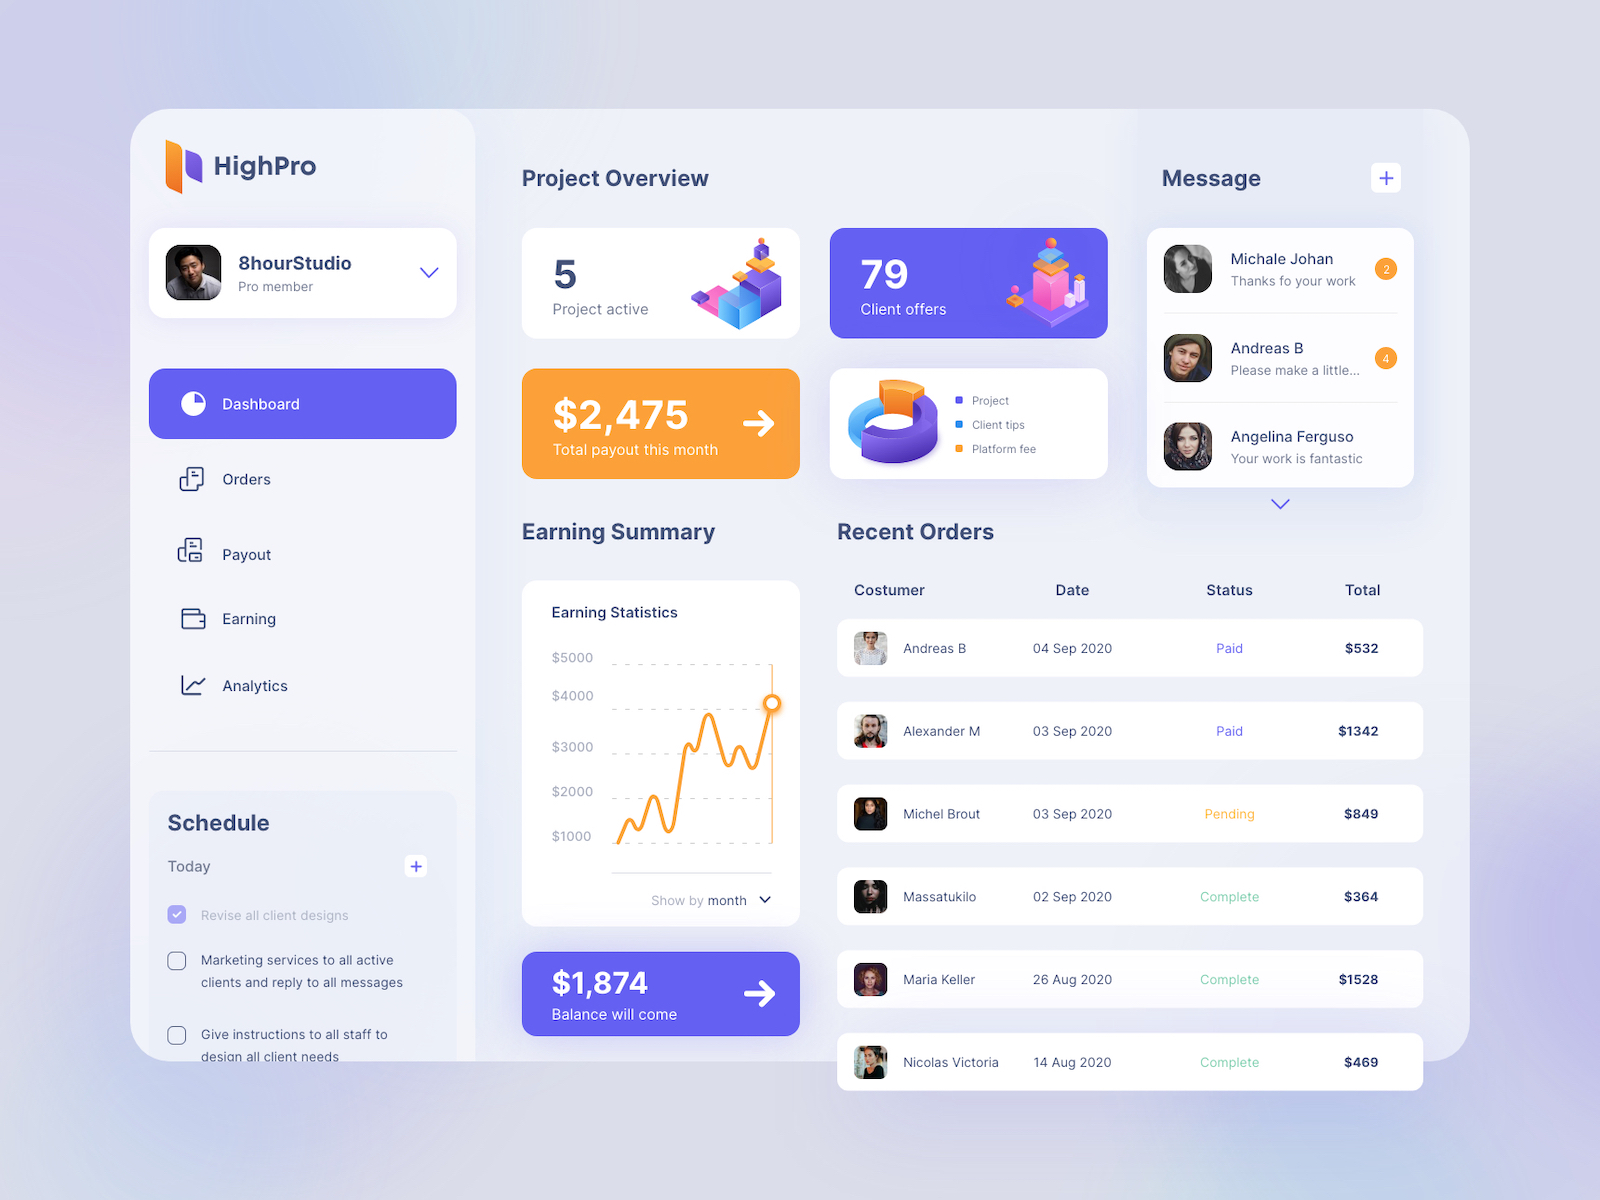 HighPro
8hourStudio
Pro member
Dashboard
Orders
Payout
Earning
Analytics
Schedule
Today
Revise all client designs
Marketing services to all active
clients and reply to all messages
Give instructions to all staff to
design all client needs
Project Overview
5
Project active
79
Client offers
$2,475
Total payout this month
Project
Client tips
Platform fee
Message
Michale Johan
Thanks fo your work
2
Andreas B
Please make a little...
4
Angelina Ferguso
Your work is fantastic
Earning Summary
Earning Statistics
$5000
$4000
$3000
$2000
$1000
Show by month
$1,874
Balance will come
Recent Orders
Costumer Date Status Total
Andreas B 04 Sep 2020 Paid $532
Alexander M 03 Sep 2020 Paid $1342
Michel Brout 03 Sep 2020 Pending $849
Massatukilo 02 Sep 2020 Complete $364
Maria Keller 26 Aug 2020 Complete $1528
Nicolas Victoria 14 Aug 2020 Complete $469